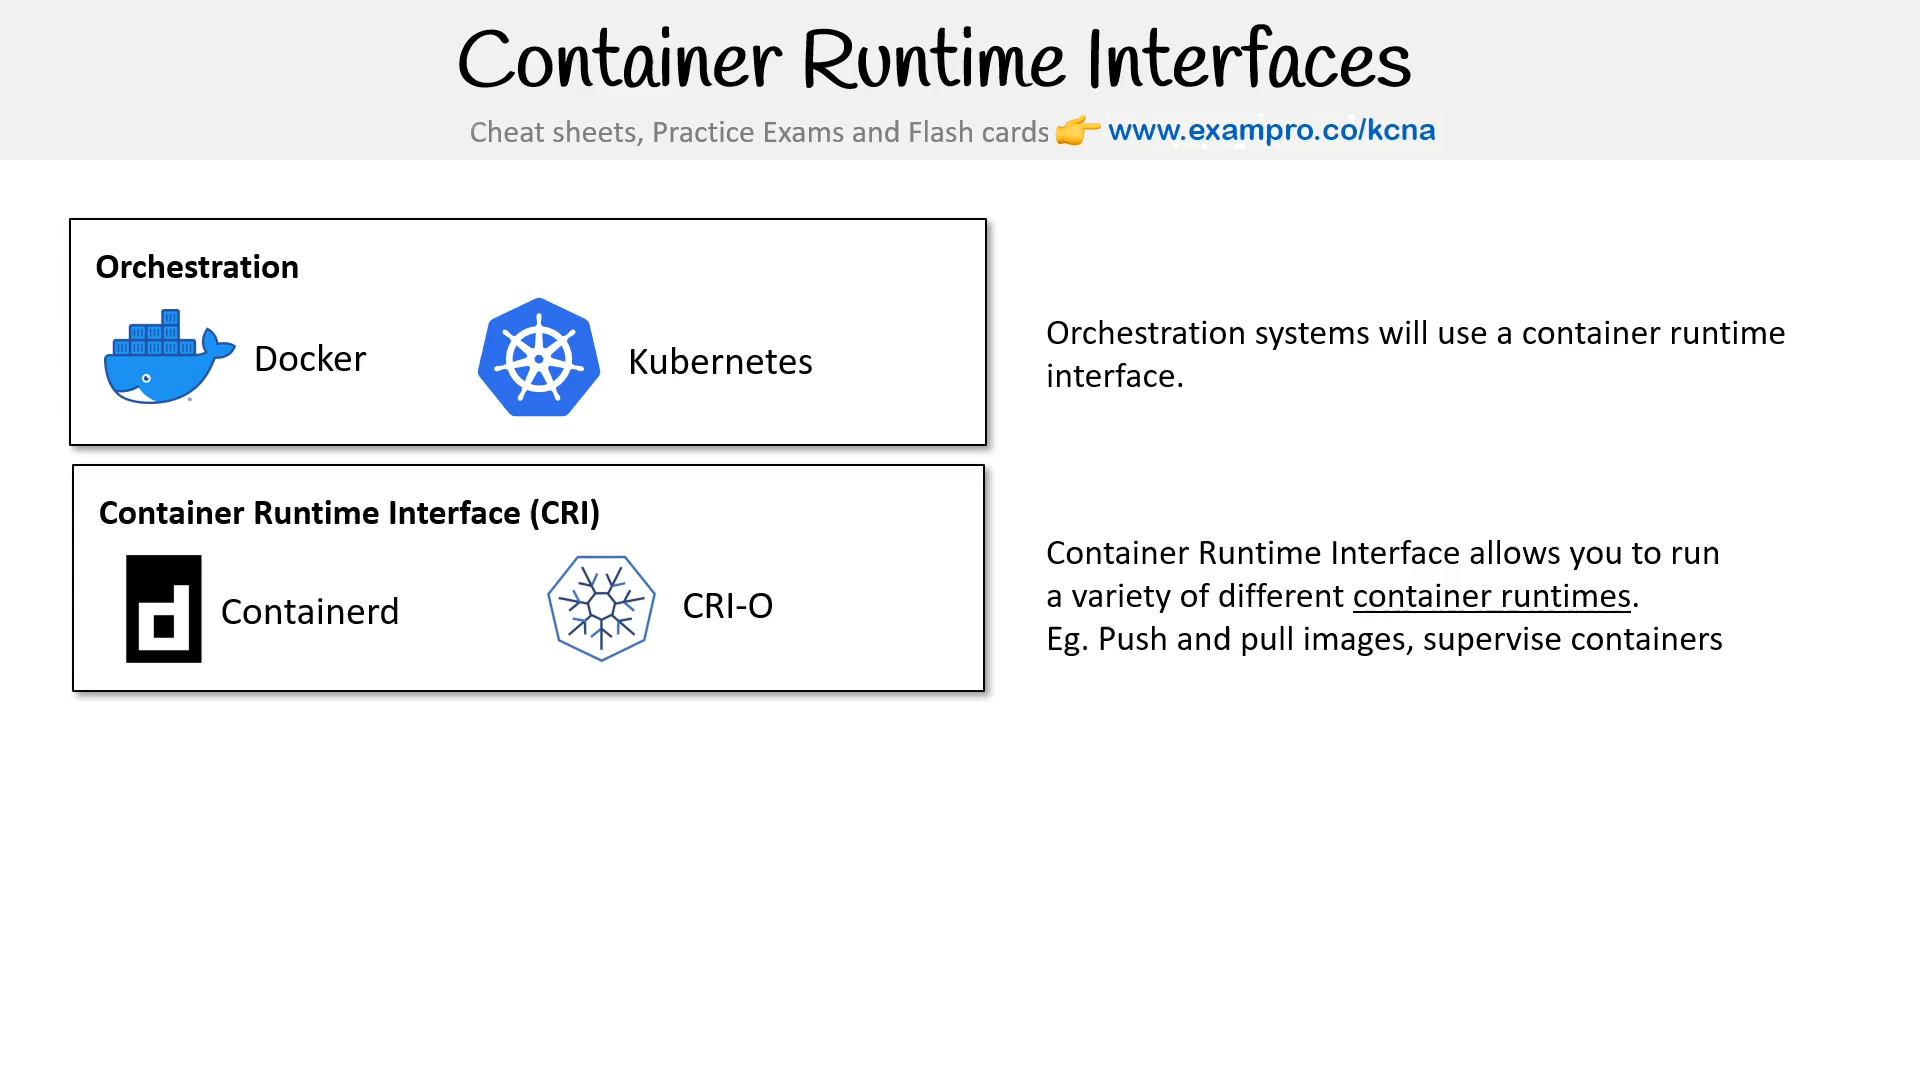 Container Runtime Interfaces
Cheat sheets, Practice Exams and Flash cards 👉 www.exampro.co/kcna
Orchestration
Docker
Kubernetes
Orchestration systems will use a container runtime
interface.
Container Runtime Interface (CRI)
Containerd
CRI-O
Container Runtime Interface allows you to run
a variety of different container runtimes.
Eg. Push and pull images, supervise containers